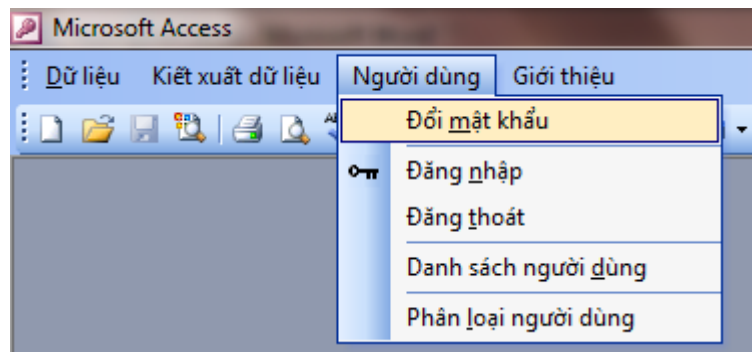 Microsoft Access
Dữ liệu Kiết xuất dữ liệu Người dùng Giới thiệu
Đổi mật khẩu
Đăng nhập
Đăng thoát
Danh sách người dùng
Phân loại người dùng